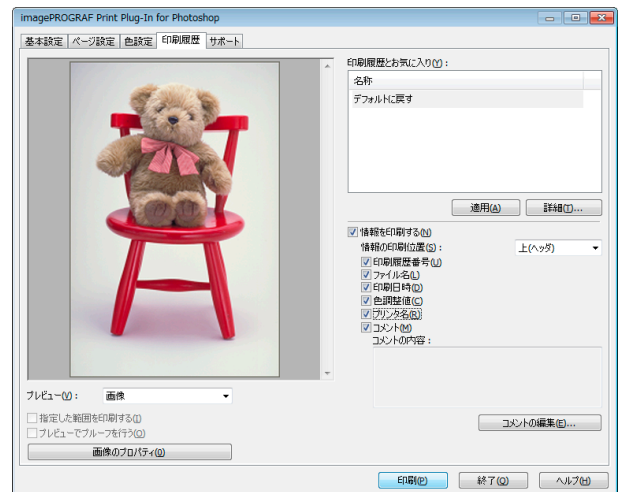 imagePROGRAF Print Plug-In for Photoshop
基本設定 ページ設定 色設定 印刷履歴 サポート
印刷履歴とお気に入り(Y):
名称
デフォルトに戻す
適用(A) 詳細(T)...
情報を印刷する(N)
情報の印刷位置(S): 上(ヘッダ)
印刷履歴番号(U)
ファイル名(L)
印刷日時(D)
色調整値(C)
プリンタ名(R)
コメント(M)
コメントの内容:
プレビュー(V): 画像
指定した範囲を印刷する(I)
プレビューでプルーフを行う(O)
画像のプロパティ(0)
コメントの編集(E)...
印刷(P) 終了(Q) ヘルプ(H)